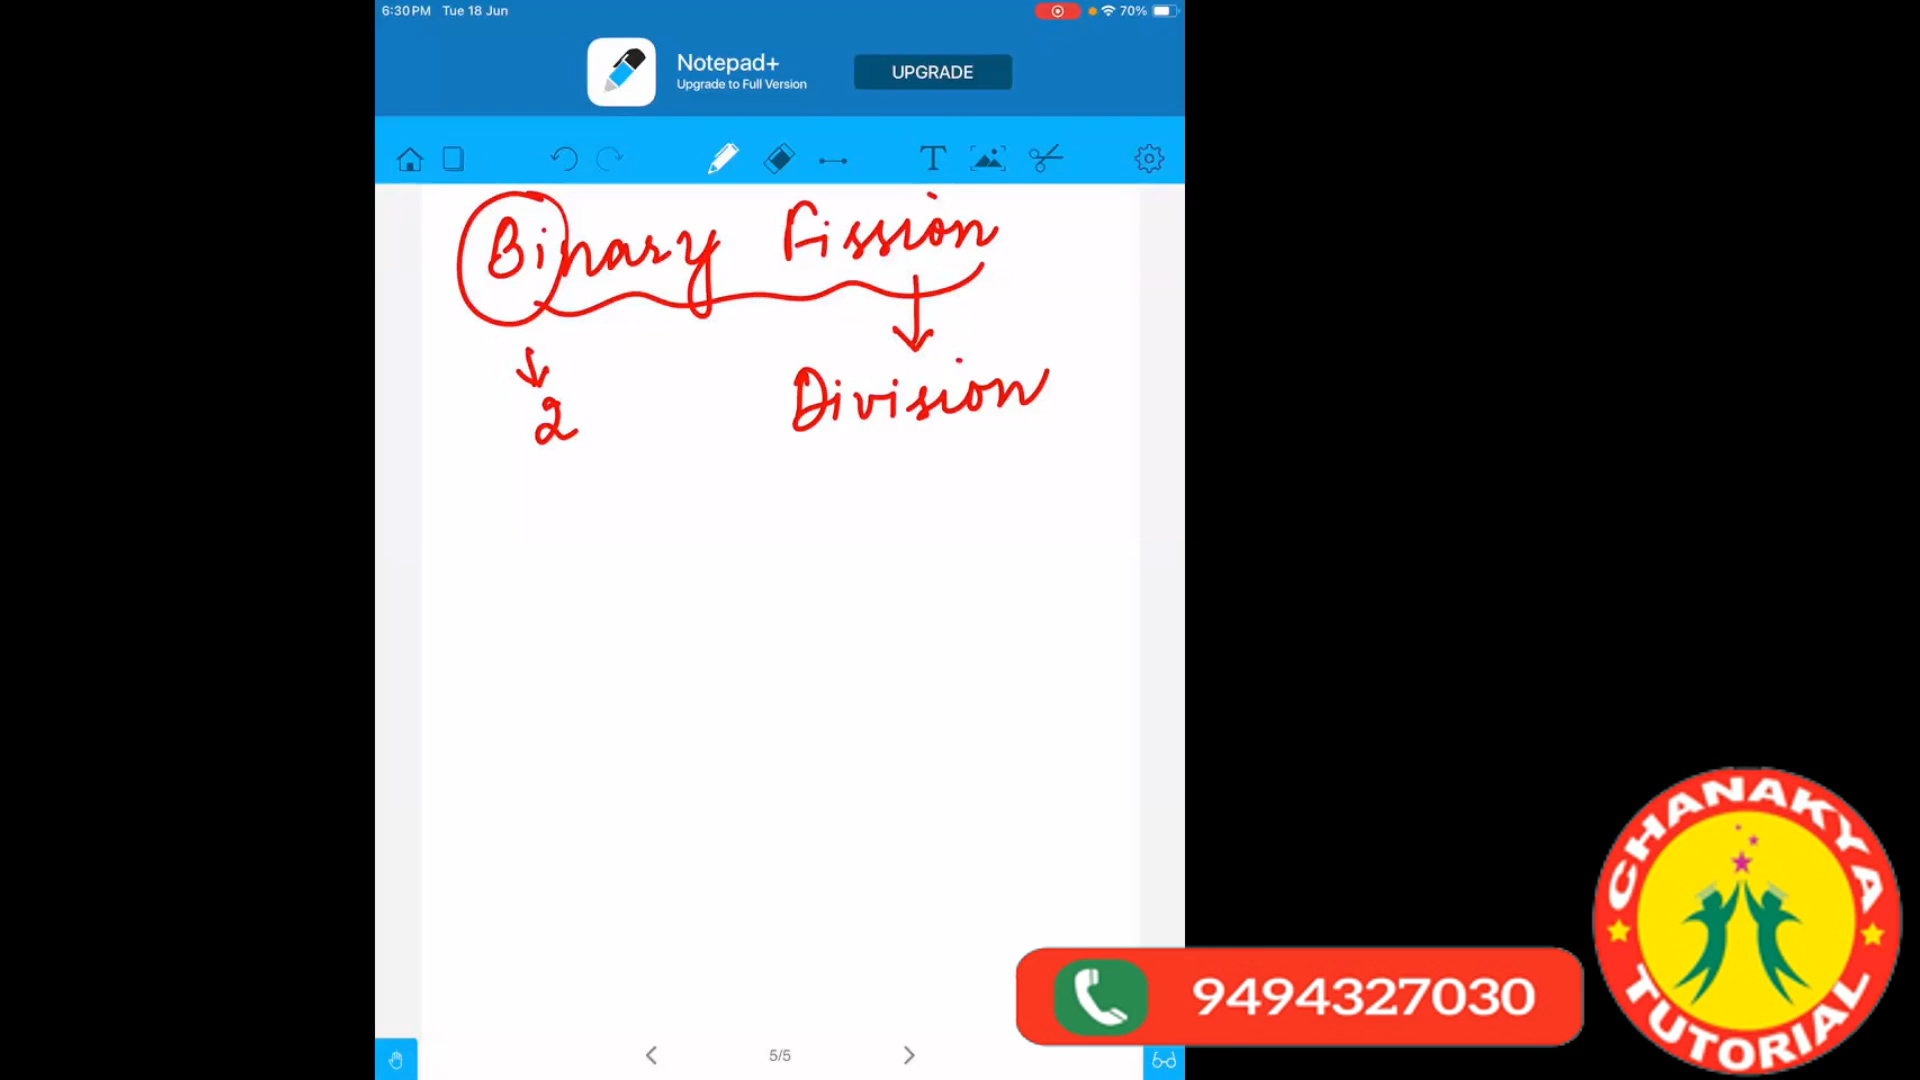 6:30 PM Tue 18 Jun
70%
Notepad+
Upgrade to Full Version
UPGRADE
T
Binary Fission
2
Division
5/5
9494327030
CHANAKYA
TUTORIAL